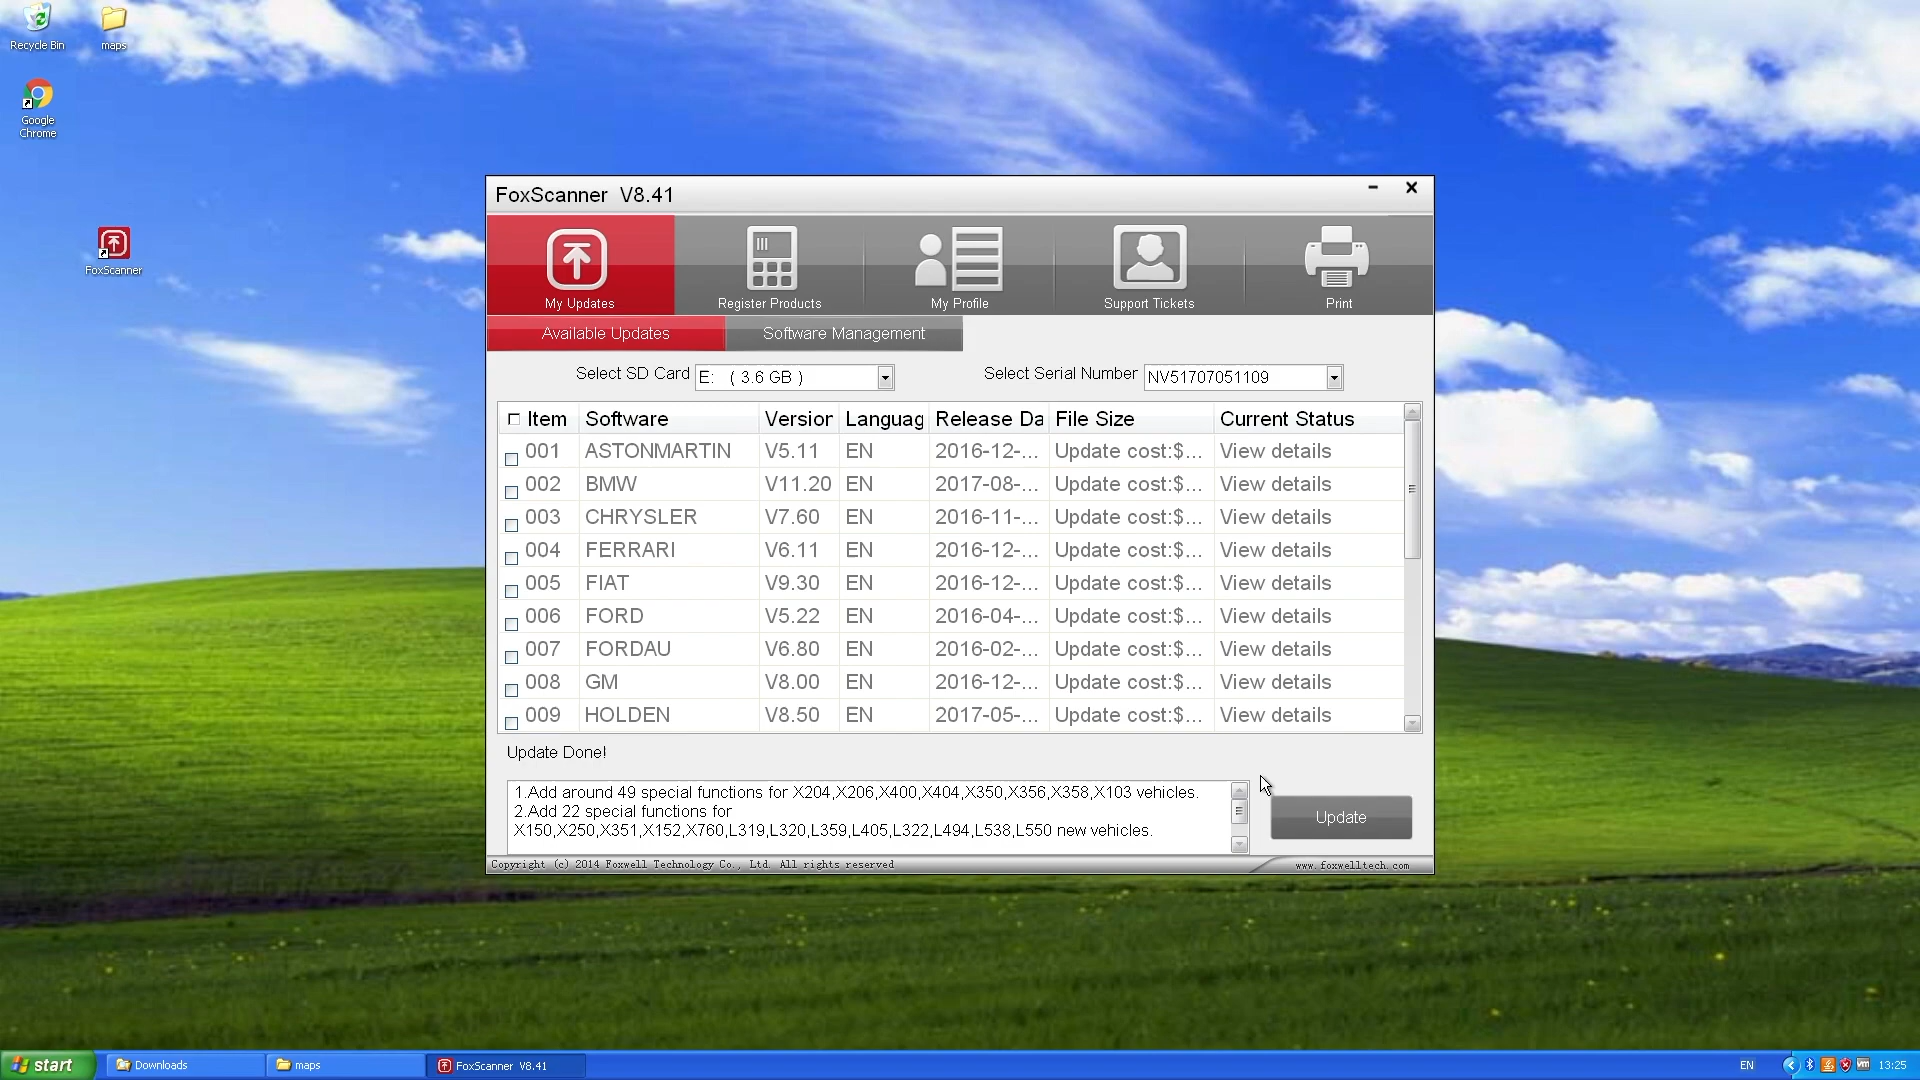 Recycle Bin
maps
Google
Chrome
FoxScanner
FoxScanner V8.41
My Updates
Register Products
My Profile
Support Tickets
Print
Available Updates
Software Management
Select SD Card E: ( 3.6 GB )
Select Serial Number NV51707051109
Item Software Version Languag Release Da File Size Current Status
001 ASTONMARTIN V5.11 EN 2016-12-... Update cost:$... View details
002 BMW V11.20 EN 2017-08-... Update cost:$... View details
003 CHRYSLER V7.60 EN 2016-11-... Update cost:$... View details
004 FERRARI V6.11 EN 2016-12-... Update cost:$... View details
005 FIAT V9.30 EN 2016-12-... Update cost:$... View details
006 FORD V5.22 EN 2016-04-... Update cost:$... View details
007 FORDAU V6.80 EN 2016-02-... Update cost:$... View details
008 GM V8.00 EN 2016-12-... Update cost:$... View details
009 HOLDEN V8.50 EN 2017-05-... Update cost:$... View details
Update Done!
1.Add around 49 special functions for X204,X206,X400,X404,X350,X356,X358,X103 vehicles.
2.Add 22 special functions for
X150,X250,X351,X152,X760,L319,L320,L359,L405,L322,L494,L538,L550 new vehicles.
Update
Copyright (c) 2014 Foxwell Technology Co., Ltd. All rights reserved
www.foxwelltech.com
start
Downloads
maps
FoxScanner V8.41
EN
13:25